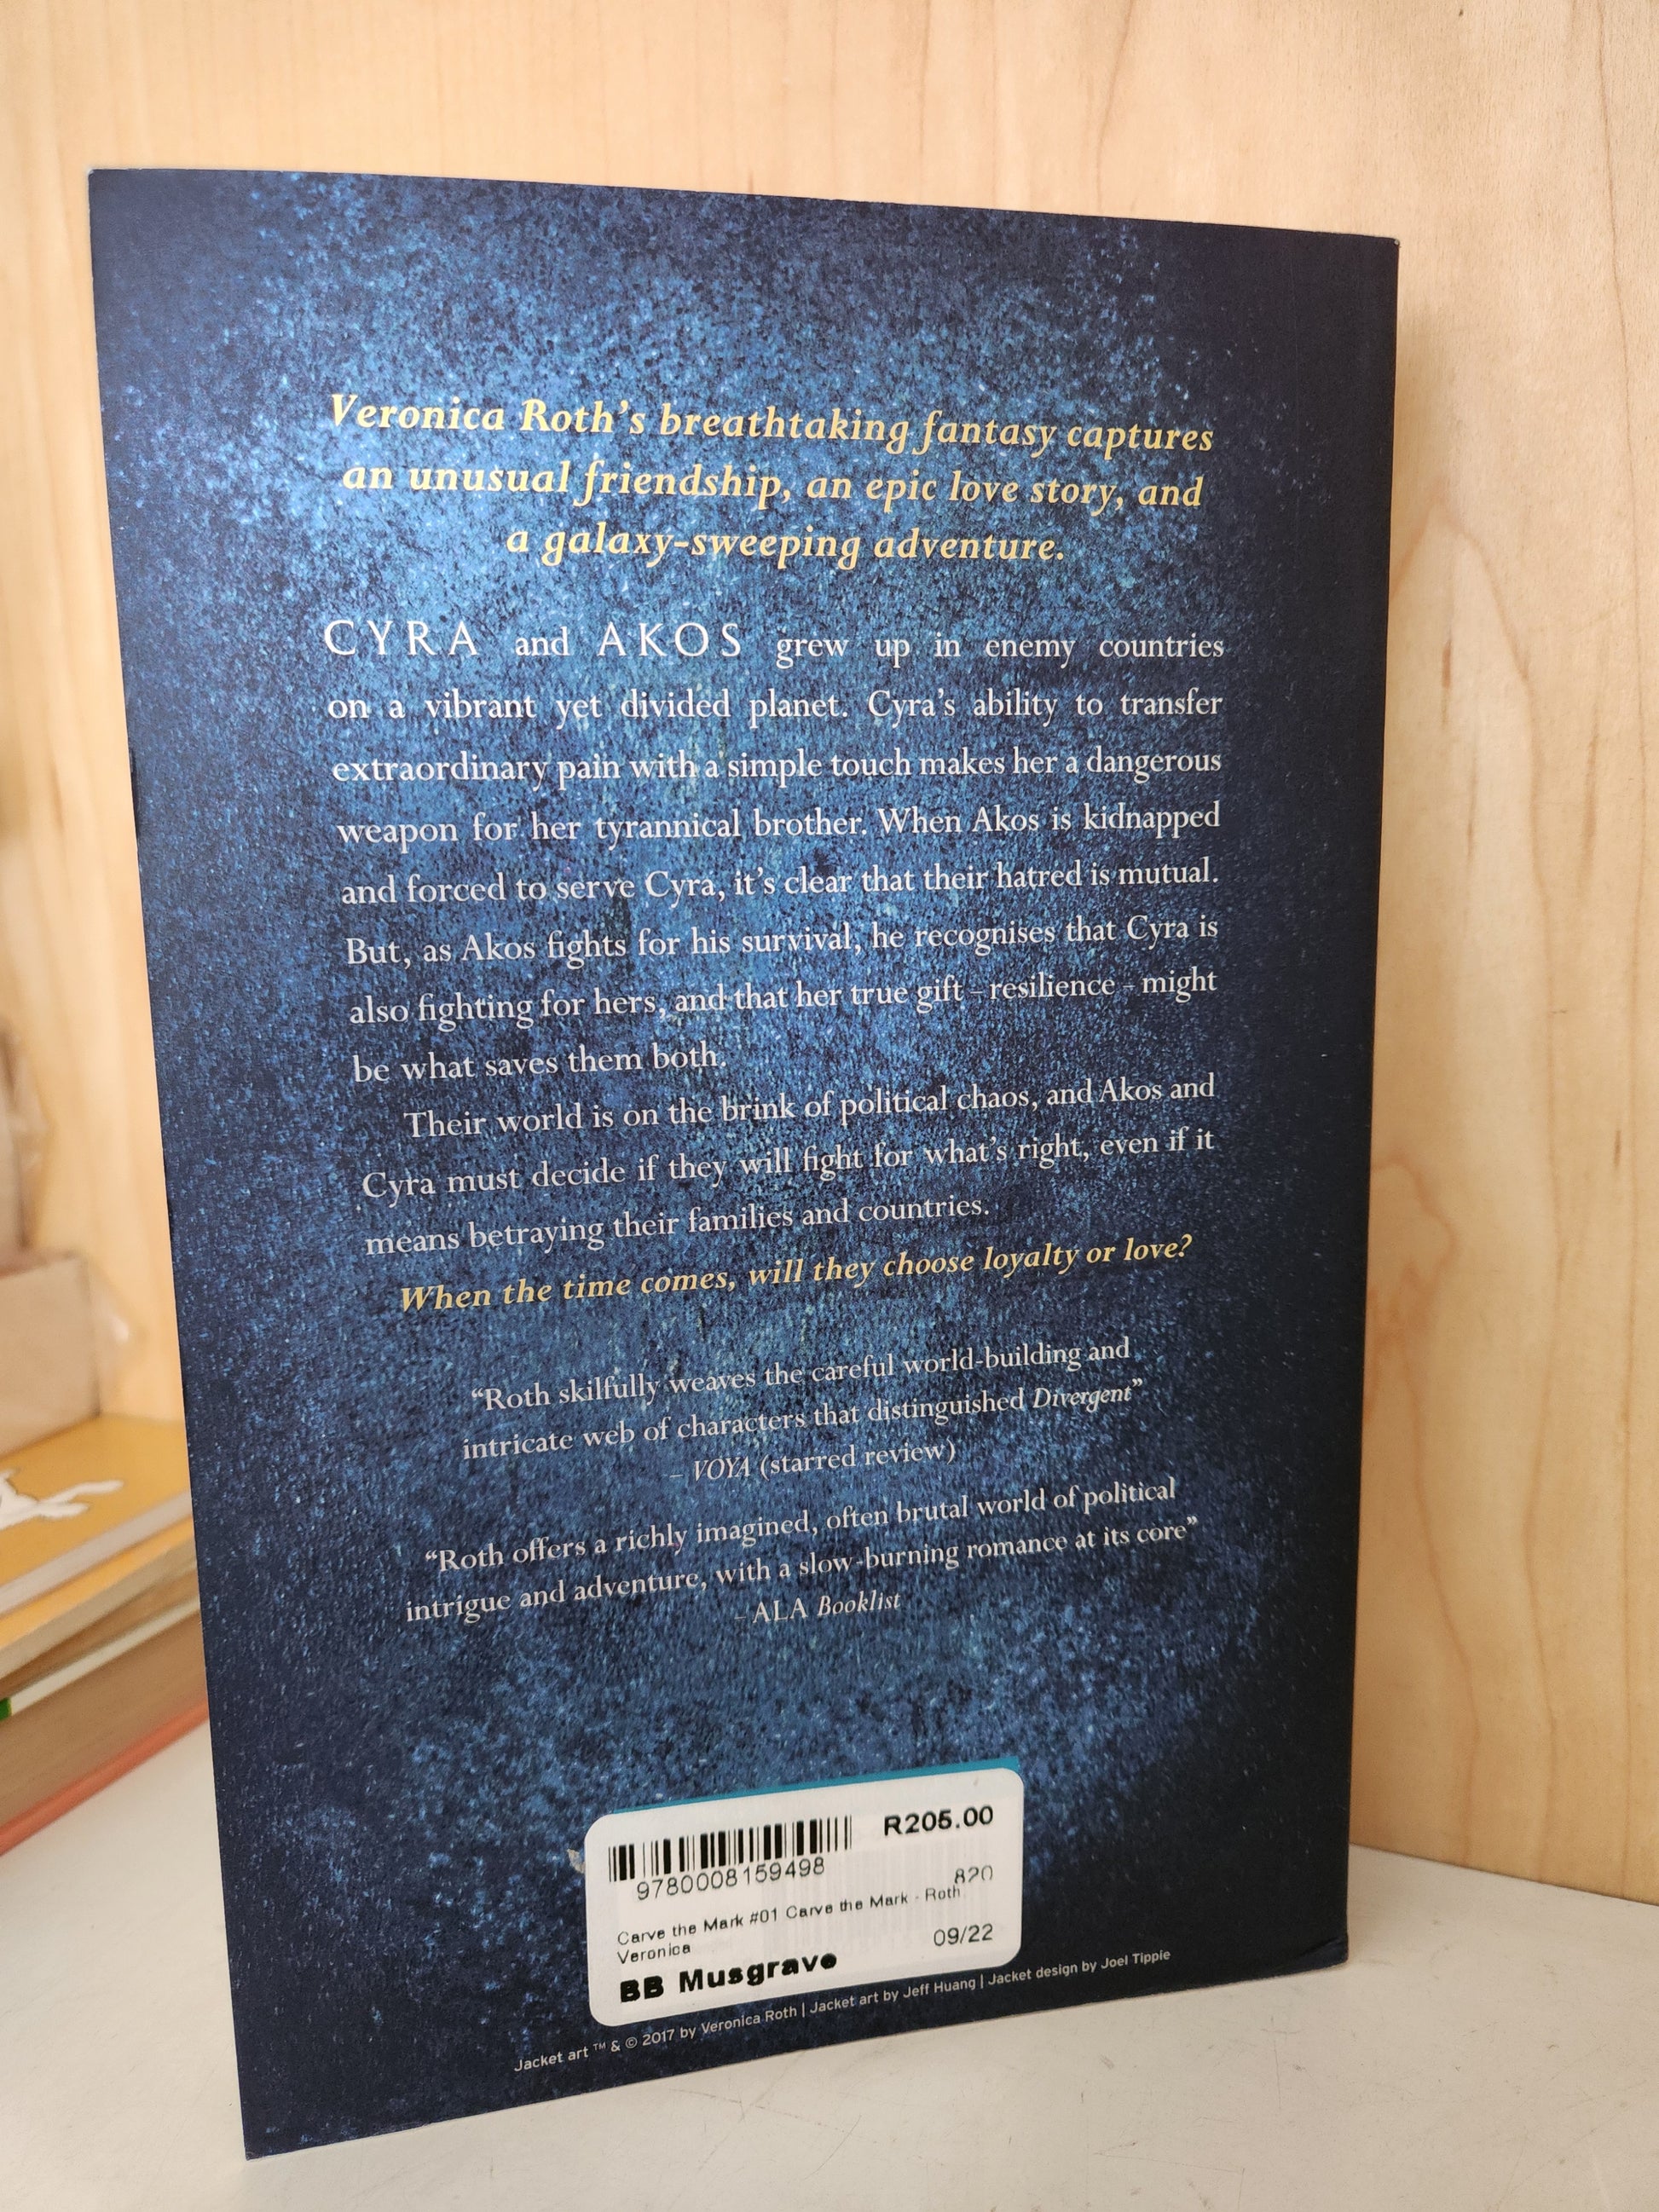 Veronica Roth's breathtaking fantasy captures
an unusual friendship, an epic love story, and
a galaxy-sweeping adventure.
CYRA and AKOS grew up in enemy countries
on a vibrant yet divided planet. Cyra's ability to transfer
extraordinary pain with a simple touch makes her a dangerous
weapon for her tyrannical brother. When Akos is kidnapped
and forced to serve Cyra, it's clear that their hatred is mutual.
But, as Akos fights for his survival, he recognises that Cyra is
also fighting for hers, and that her true gift – resilience – might
be what saves them both.
Their world is on the brink of political chaos, and Akos and
Cyra must decide if they will fight for what's right, even if it
means betraying their families and countries.
When the time comes, will they choose loyalty or love?
“Roth skilfully weaves the careful world-building and
intricate web of characters that distinguished Divergent”
– VOYA (starred review)
“Roth offers a richly imagined, often brutal world of political
intrigue and adventure, with a slow-burning romance at its core”
– ALA Booklist
R205.00
9780008159498
820
Carve the Mark #01 Carve the Mark - Roth
Veronica
09/22
BB Musgrave
Jacket art ™ & © 2017 by Veronica Roth | Jacket art by Jeff Huang | Jacket design by Joel Tippie